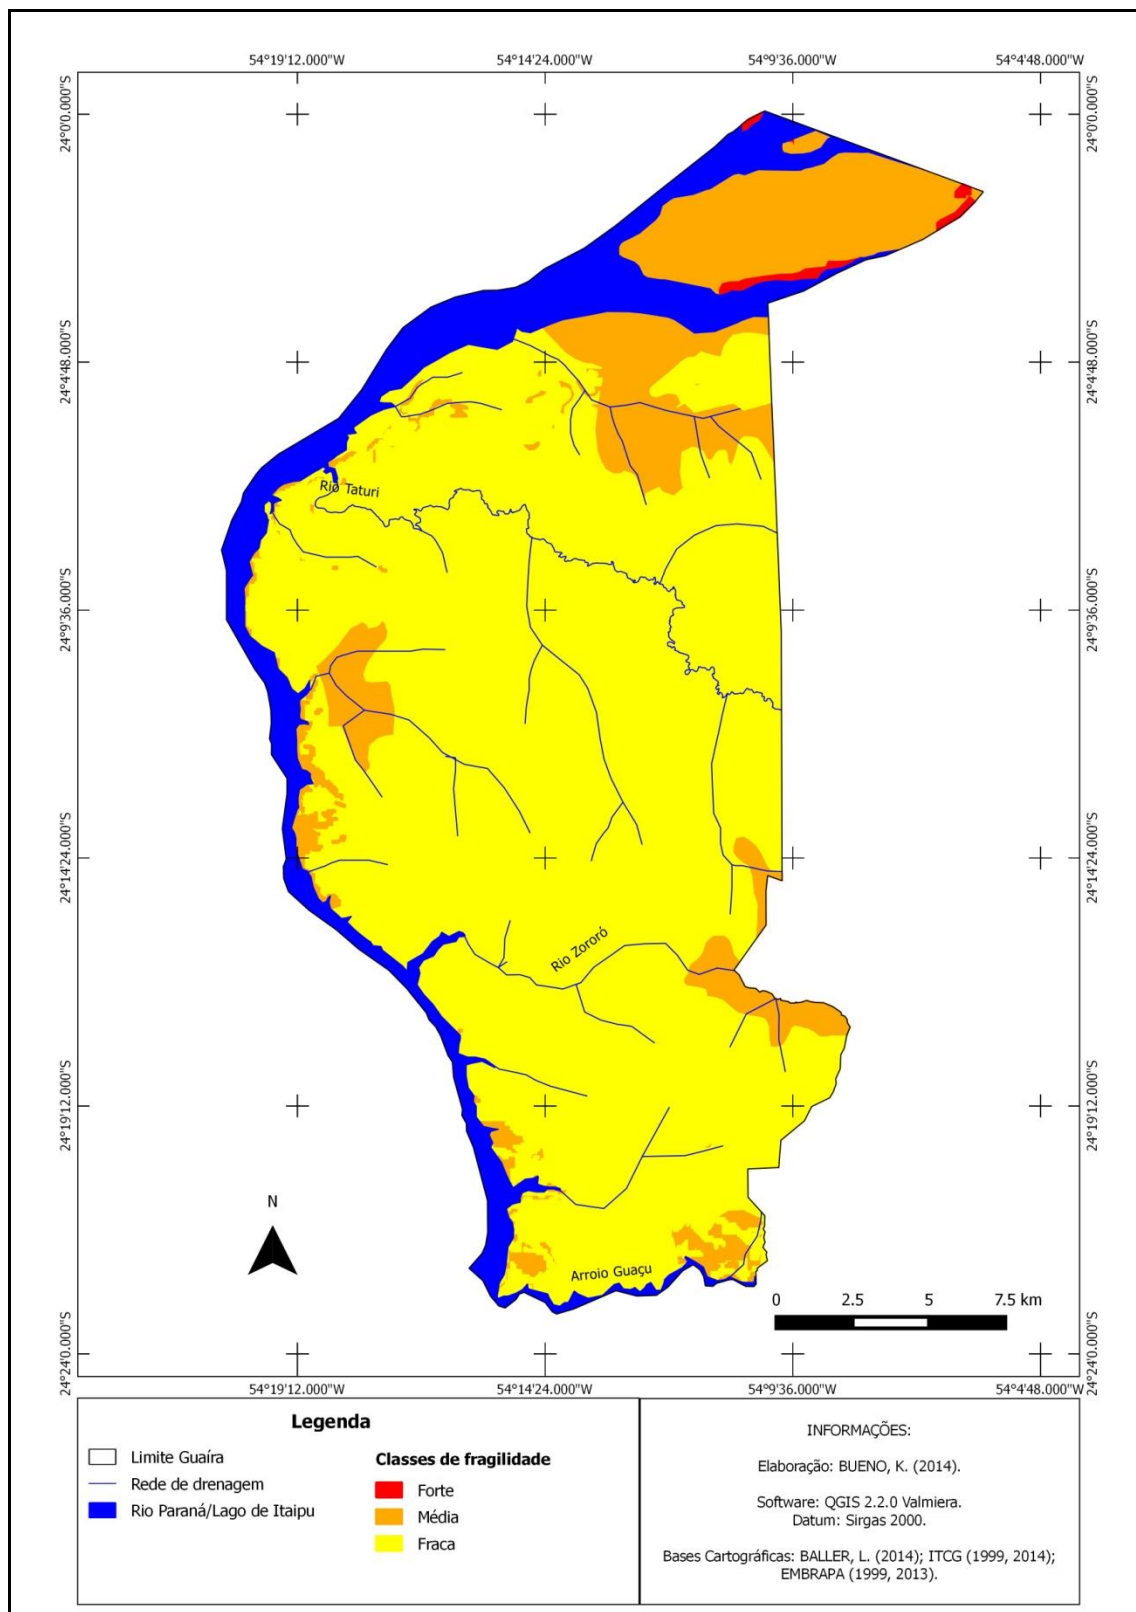 54°19'12.000"W 54°14'24.000"W 54°9'36.000"W 54°4'48.000"W
24°0'0.000"S 24°0'0.000"S
24°4'48.000"S 24°4'48.000"S
Rio Taturi
24°9'36.000"S 24°9'36.000"S
24°14'24.000"S 24°14'24.000"S
Rio Zororó
24°19'12.000"S 24°19'12.000"S
N
Arroio Guaçu
0 2.5 5 7.5 km
24°24'0.000"S 24°24'0.000"S
54°19'12.000"W 54°14'24.000"W 54°9'36.000"W 54°4'48.000"W
Legenda
Limite Guaíra
Rede de drenagem
Rio Paraná/Lago de Itaipu
Classes de fragilidade
Forte
Média
Fraca
INFORMAÇÕES:
Elaboração: BUENO, K. (2014).
Software: QGIS 2.2.0 Valmiera.
Datum: Sirgas 2000.
Bases Cartográficas: BALLER, L. (2014); ITCG (1999, 2014);
EMBRAPA (1999, 2013).